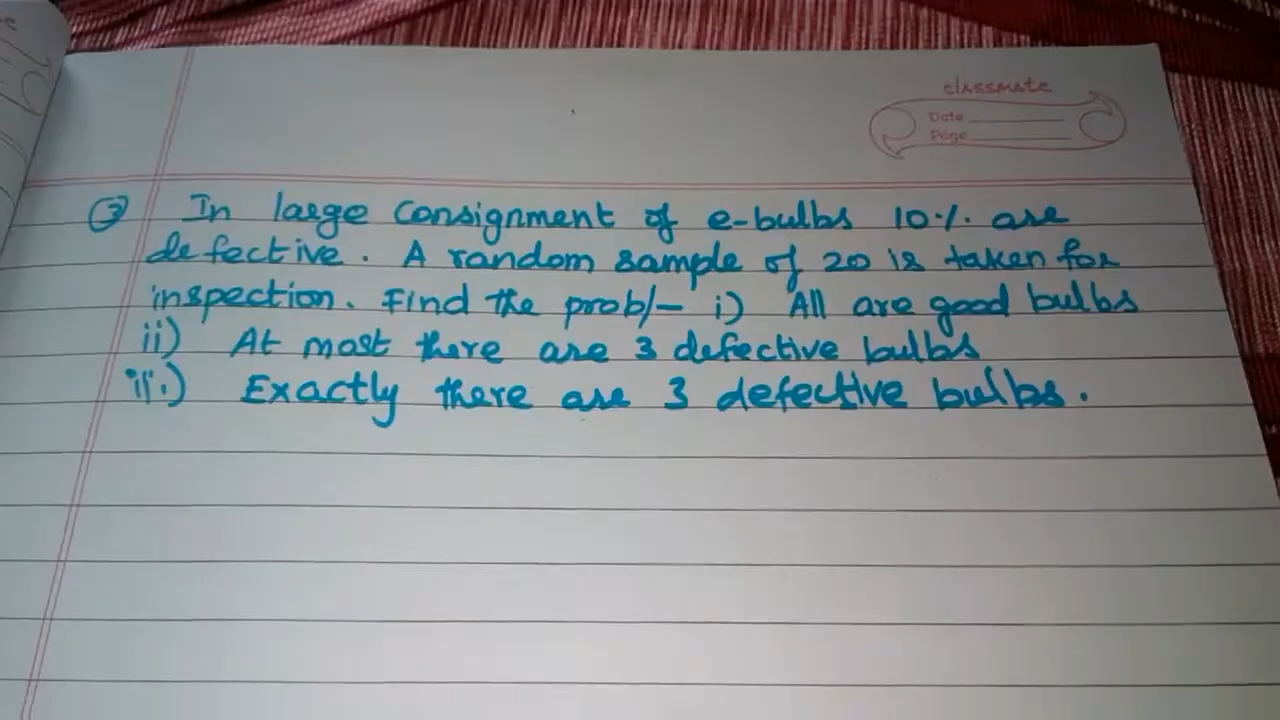 classmate
Date
Page
③ In large consignment of e-bulbs 10% are
defective. A random sample of 20 is taken for
inspection. Find the prob/- i) All are good bulbs
ii) At most there are 3 defective bulbs
iii) Exactly there are 3 defective bulbs.